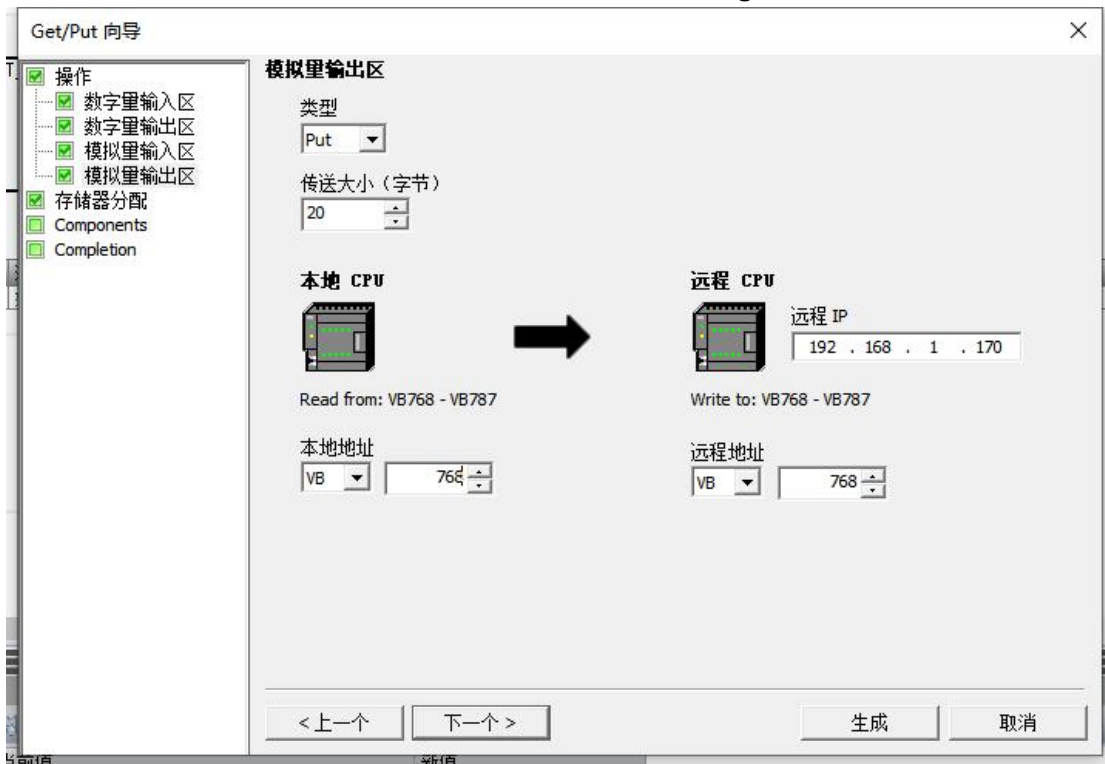 Get/Put 向导
操作
数字量输入区
数字量输出区
模拟量输入区
模拟量输出区
存储器分配
Components
Completion
模拟量输出区
类型
Put
传送大小（字节）
20
本地 CPU
远程 CPU
远程 IP
192 . 168 . 1 . 170
Read from: VB768 - VB787
Write to: VB768 - VB787
本地地址
远程地址
VB
768
VB
768
<上一个
下一个 >
生成
取消